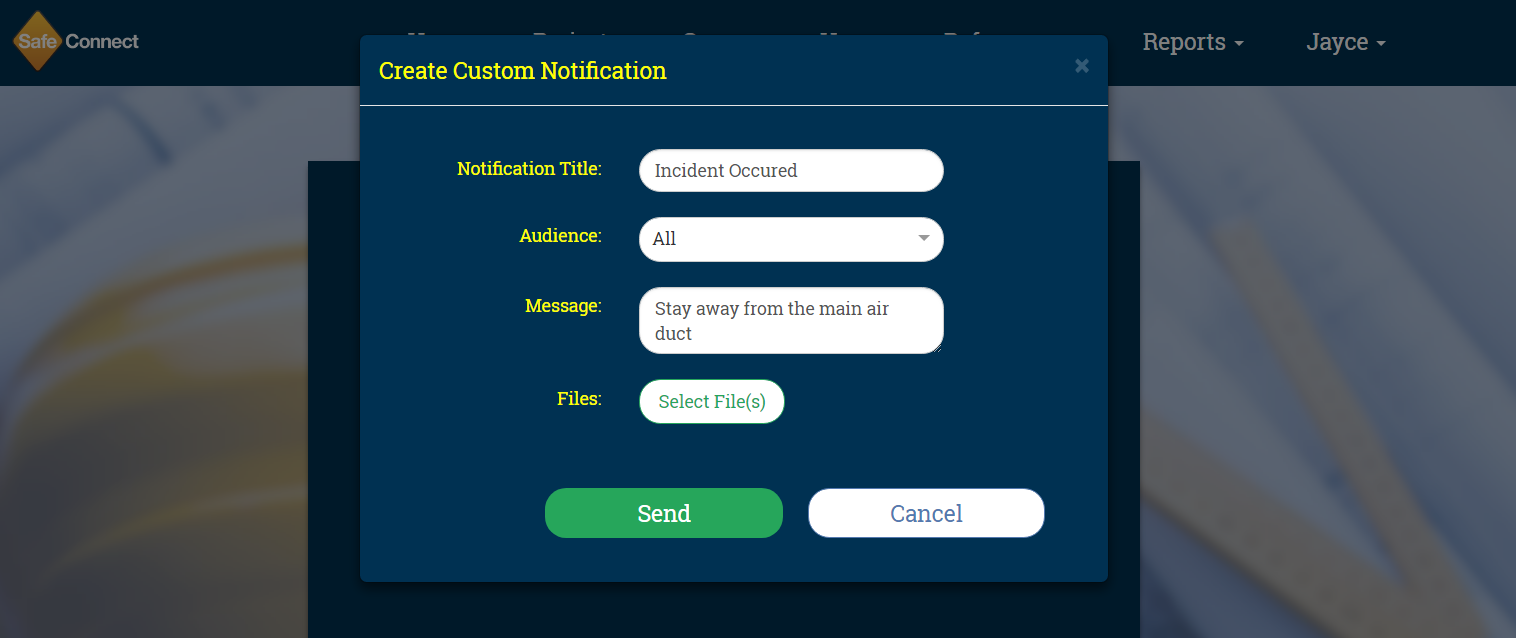 Safe Connect
Reports
Jayce
Create Custom Notification
×
Notification Title:
Incident Occured
Audience:
All
Message:
Stay away from the main air
duct
Files:
Select File(s)
Send
Cancel